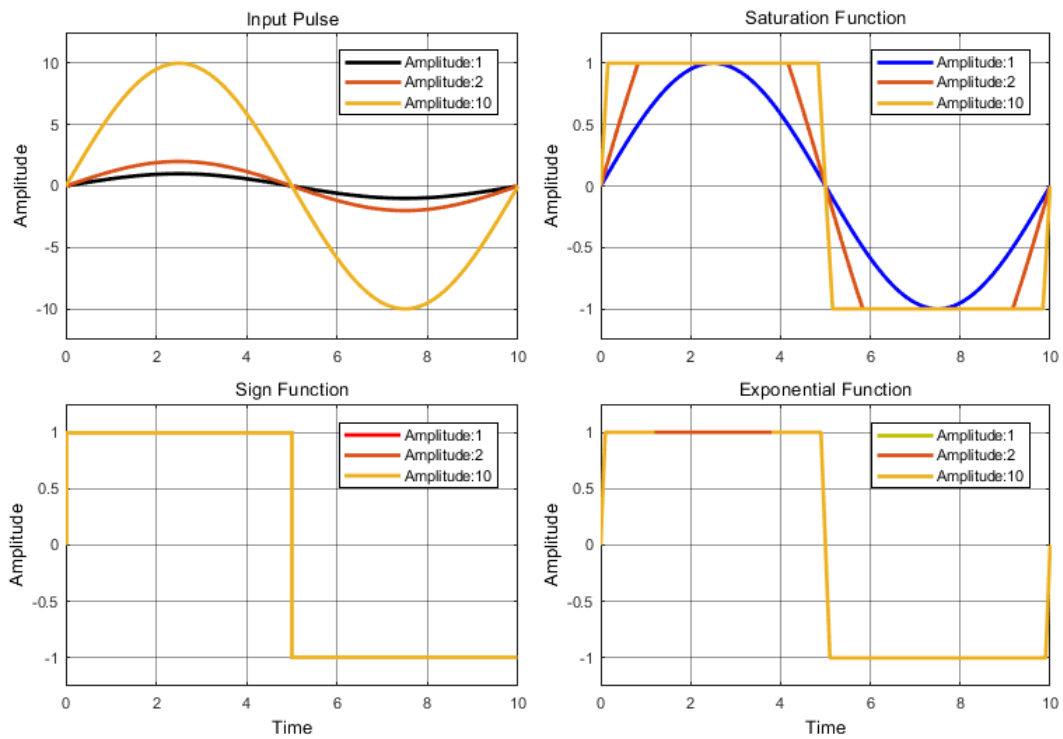 Input Pulse
Amplitude
10
5
0
-5
-10
0
2
4
6
8
10
Amplitude:1
Amplitude:2
Amplitude:10
Saturation Function
Amplitude
1
0.5
0
-0.5
-1
0
2
4
6
8
10
Amplitude:1
Amplitude:2
Amplitude:10
Sign Function
Amplitude
1
0.5
0
-0.5
-1
0
2
4
6
8
10
Time
Amplitude:1
Amplitude:2
Amplitude:10
Exponential Function
Amplitude
1
0.5
0
-0.5
-1
0
2
4
6
8
10
Time
Amplitude:1
Amplitude:2
Amplitude:10